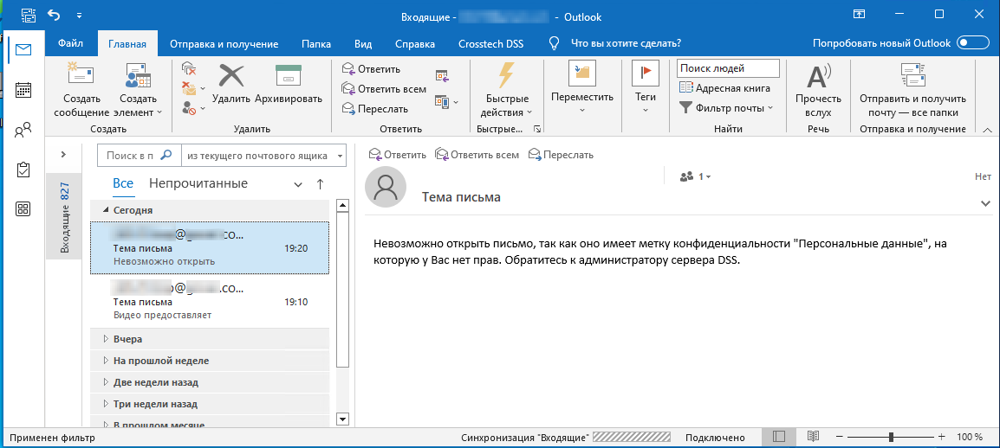 Входящие - - Outlook
Файл Главная Отправка и получение Папка Вид Справка Crosstech DSS Что вы хотите сделать? Попробовать новый Outlook
Создать сообщение
Создать элемент
Создать
Удалить
Архивировать
Удалить
Ответить
Ответить всем
Переслать
Ответить
Быстрые действия
Быстрые...
Переместить
Теги
Поиск людей
Адресная книга
Фильтр почты
Найти
Прочесть вслух
Речь
Отправить и получить почту — все папки
Отправка и получение
Входящие 827
Поиск в п из текущего почтового ящика
Все Непрочитанные
Сегодня
@ .co...
Тема письма 19:20
Невозможно открыть
@ .co...
Тема письма 19:10
Видео предоставляет
Вчера
На прошлой неделе
Две недели назад
Три недели назад
В прошлом месяце
Ответить Ответить всем Переслать
1
Нет
Тема письма
Невозможно открыть письмо, так как оно имеет метку конфиденциальности "Персональные данные", на
которую у Вас нет прав. Обратитесь к администратору сервера DSS.
Применен фильтр Синхронизация "Входящие" Подключено 100 %